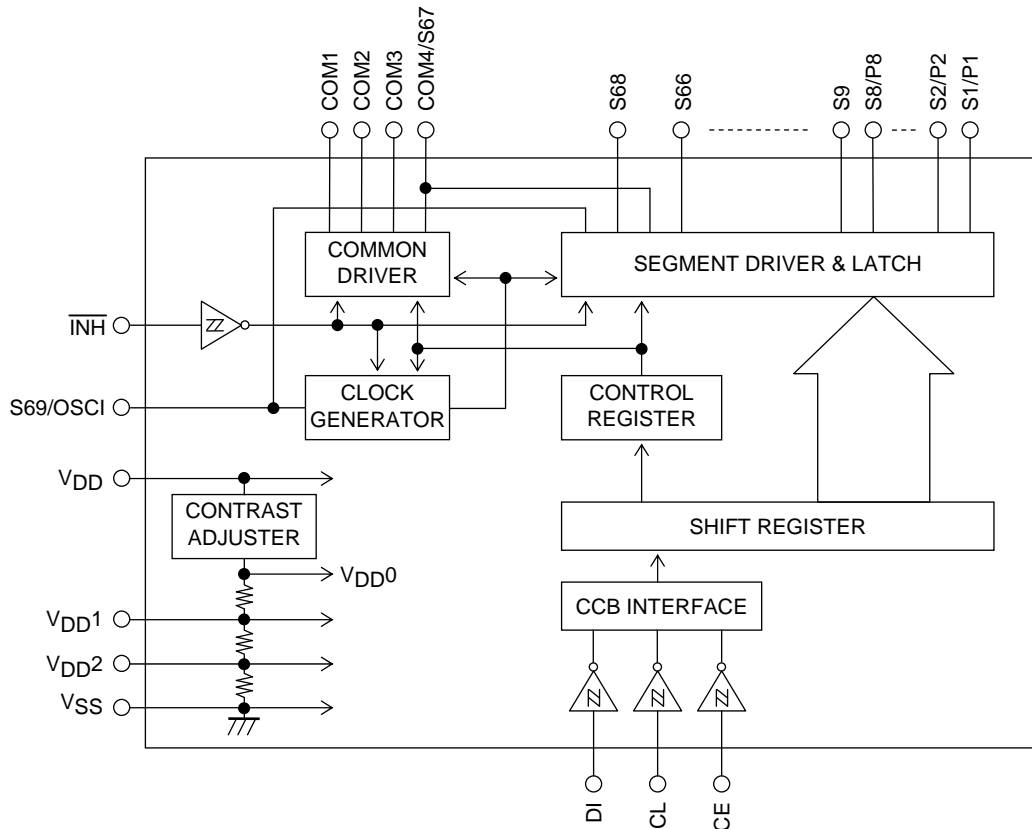 COM1
COM2
COM3
COM4/S67
S68
S66
S9
S8/P8
S2/P2
S1/P1
COMMON
DRIVER
SEGMENT DRIVER & LATCH
INH
CLOCK
GENERATOR
CONTROL
REGISTER
S69/OSCI
VDD
CONTRAST
ADJUSTER
SHIFT REGISTER
VDD0
CCB INTERFACE
VDD1
VDD2
VSS
DI
CL
CE